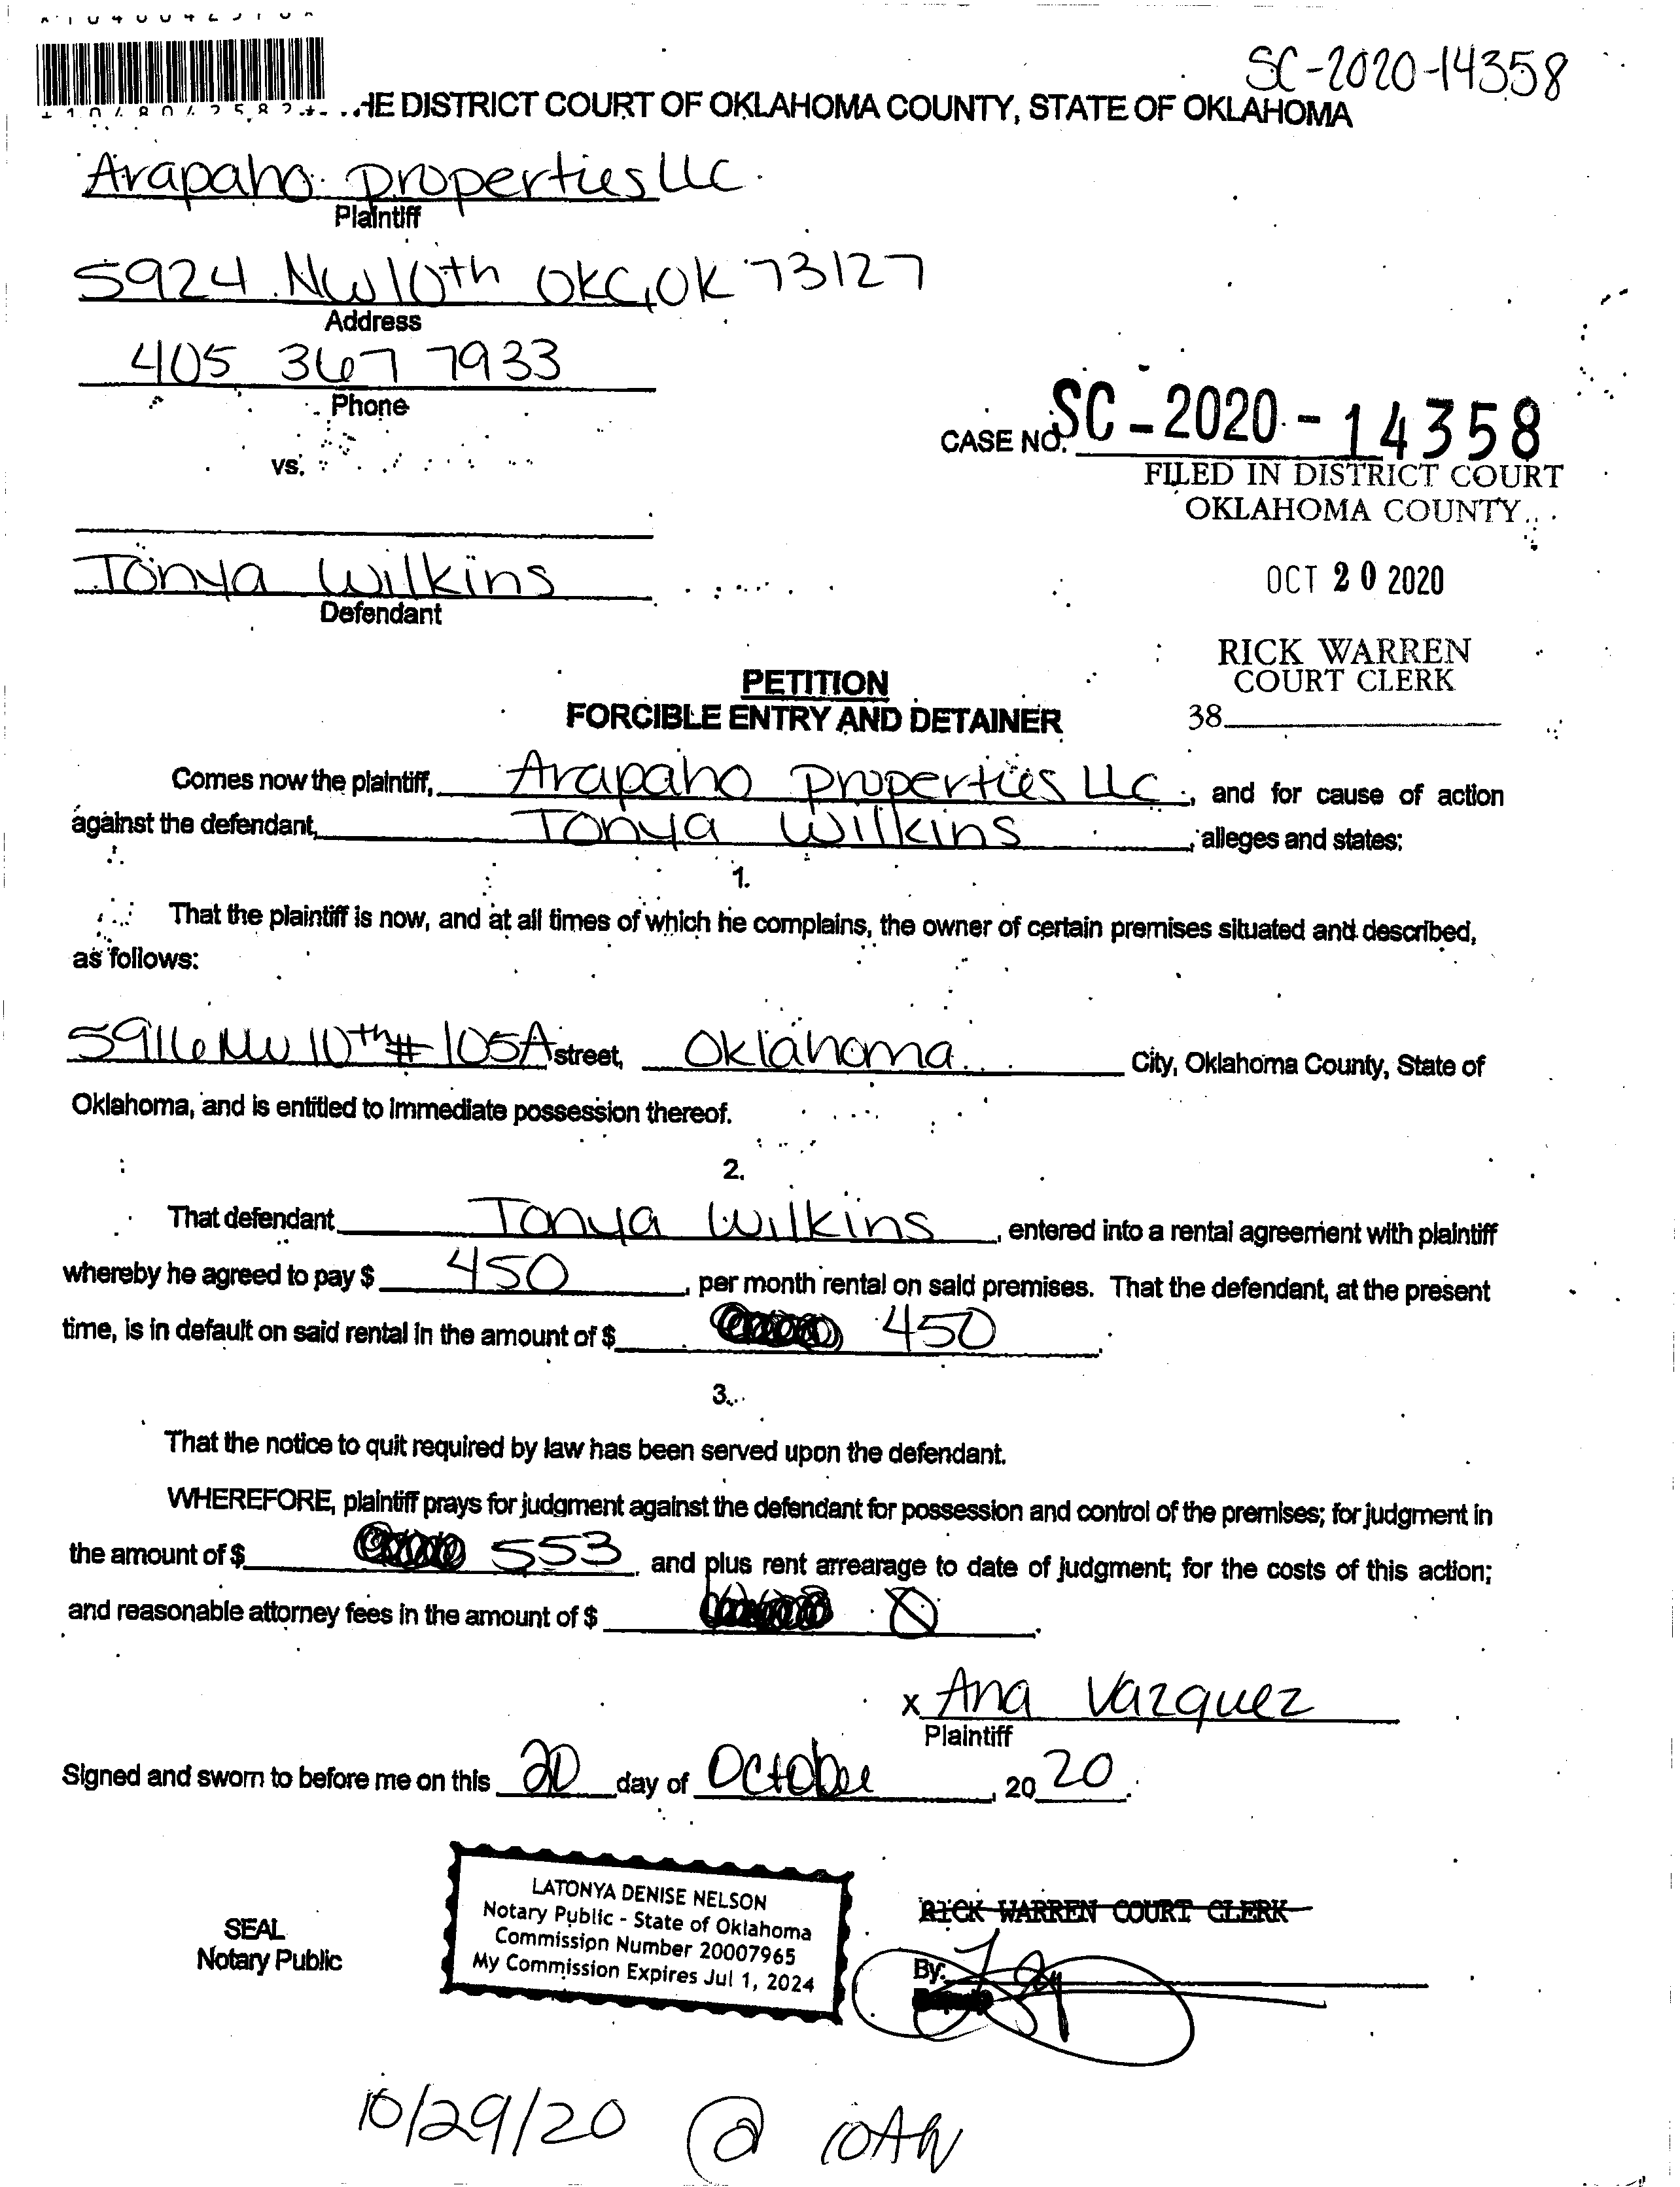 SC-2020-14358
HE DISTRICT COURT OF OKLAHOMA COUNTY, STATE OF OKLAHOMA
Arapaho Properties LLC
Plaintiff
5924 NW 10th OKC, OK 73127
Address
405 367 7933
Phone
CASE NO. SC-2020-14358
vs.
FILED IN DISTRICT COURT
OKLAHOMA COUNTY
Tonya Wilkins
OCT 20 2020
Defendant
RICK WARREN
COURT CLERK
PETITION
FORCIBLE ENTRY AND DETAINER
38
Comes now the plaintiff, Arapaho Properties LLC, and for cause of action
against the defendant, Tonya Wilkins, alleges and states:
1.
That the plaintiff is now, and at all times of which he complains, the owner of certain premises situated and described,
as follows:
5916 NW 10th # 105A street, Oklahoma City, Oklahoma County, State of
Oklahoma, and is entitled to immediate possession thereof.
2.
That defendant Tonya Wilkins, entered into a rental agreement with plaintiff
whereby he agreed to pay $ 450, per month rental on said premises. That the defendant, at the present
time, is in default on said rental in the amount of $ 450.
3.
That the notice to quit required by law has been served upon the defendant.
WHEREFORE, plaintiff prays for judgment against the defendant for possession and control of the premises; for judgment in
the amount of $ 553, and plus rent arrearage to date of judgment; for the costs of this action;
and reasonable attorney fees in the amount of $ 0.
x Ana Vazquez
Plaintiff
Signed and sworn to before me on this 20 day of October, 2020.
LATONYA DENISE NELSON
Notary Public - State of Oklahoma
Commission Number 20007965
My Commission Expires Jul 1, 2024
SEAL
Notary Public
RICK WARREN COURT CLERK
By:
10/29/20 @ 10AM